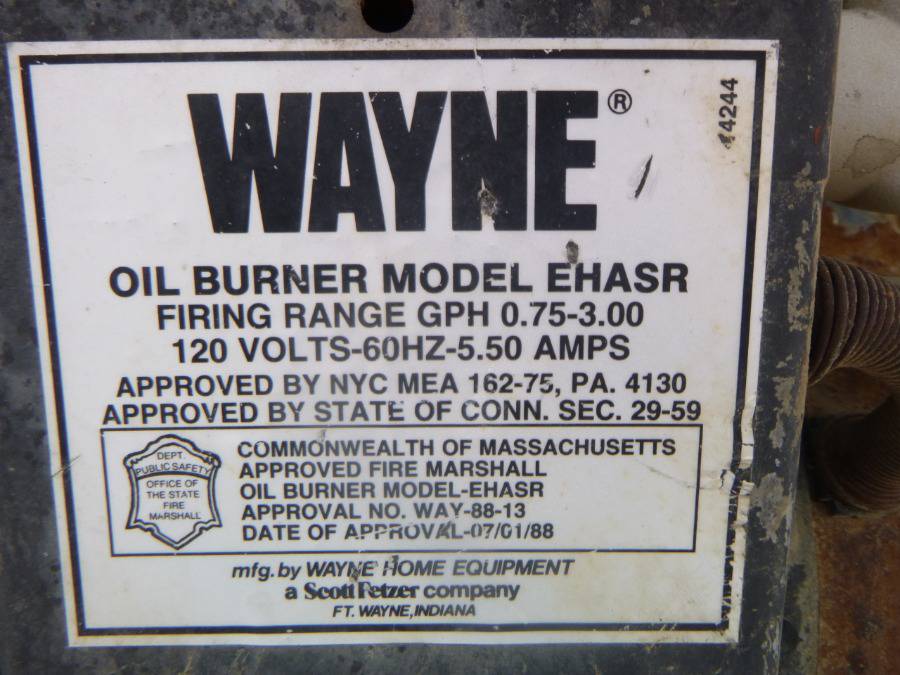 WAYNE®
14244
OIL BURNER MODEL EHASR
FIRING RANGE GPH 0.75-3.00
120 VOLTS-60HZ-5.50 AMPS
APPROVED BY NYC MEA 162-75, PA. 4130
APPROVED BY STATE OF CONN. SEC. 29-59
DEPT.
PUBLIC SAFETY
OFFICE OF
THE STATE
FIRE
MARSHALL
COMMONWEALTH OF MASSACHUSETTS
APPROVED FIRE MARSHALL
OIL BURNER MODEL-EHASR
APPROVAL NO. WAY-88-13
DATE OF APPROVAL-07/01/88
mfg. by WAYNE HOME EQUIPMENT
a Scott Fetzer company
FT. WAYNE, INDIANA